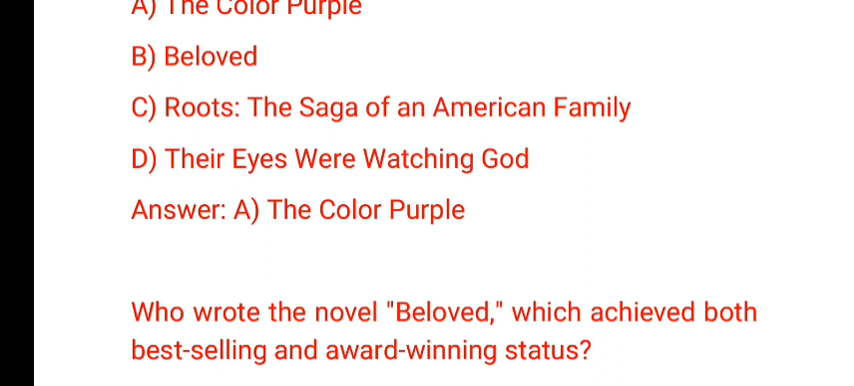 A) The Color Purple
B) Beloved
C) Roots: The Saga of an American Family
D) Their Eyes Were Watching God
Answer: A) The Color Purple
Who wrote the novel "Beloved," which achieved both
best-selling and award-winning status?